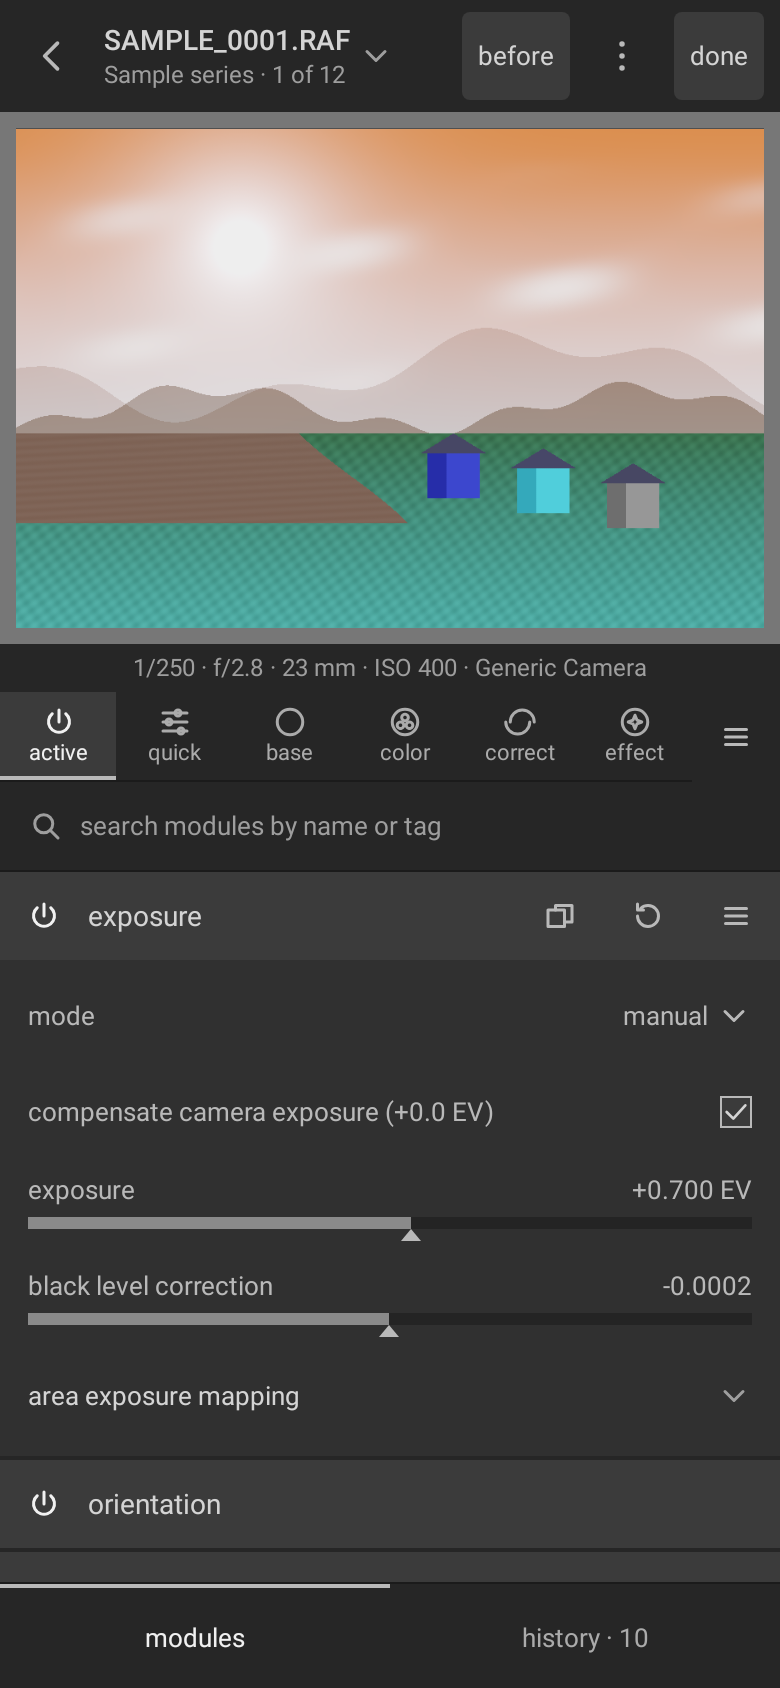 SAMPLE_0001.RAF
Sample series · 1 of 12
before
done
1/250 · f/2.8 · 23 mm · ISO 400 · Generic Camera
active
quick
base
color
correct
effect
search modules by name or tag
exposure
mode
manual
compensate camera exposure (+0.0 EV)
exposure
+0.700 EV
black level correction
-0.0002
area exposure mapping
orientation
modules
history · 10